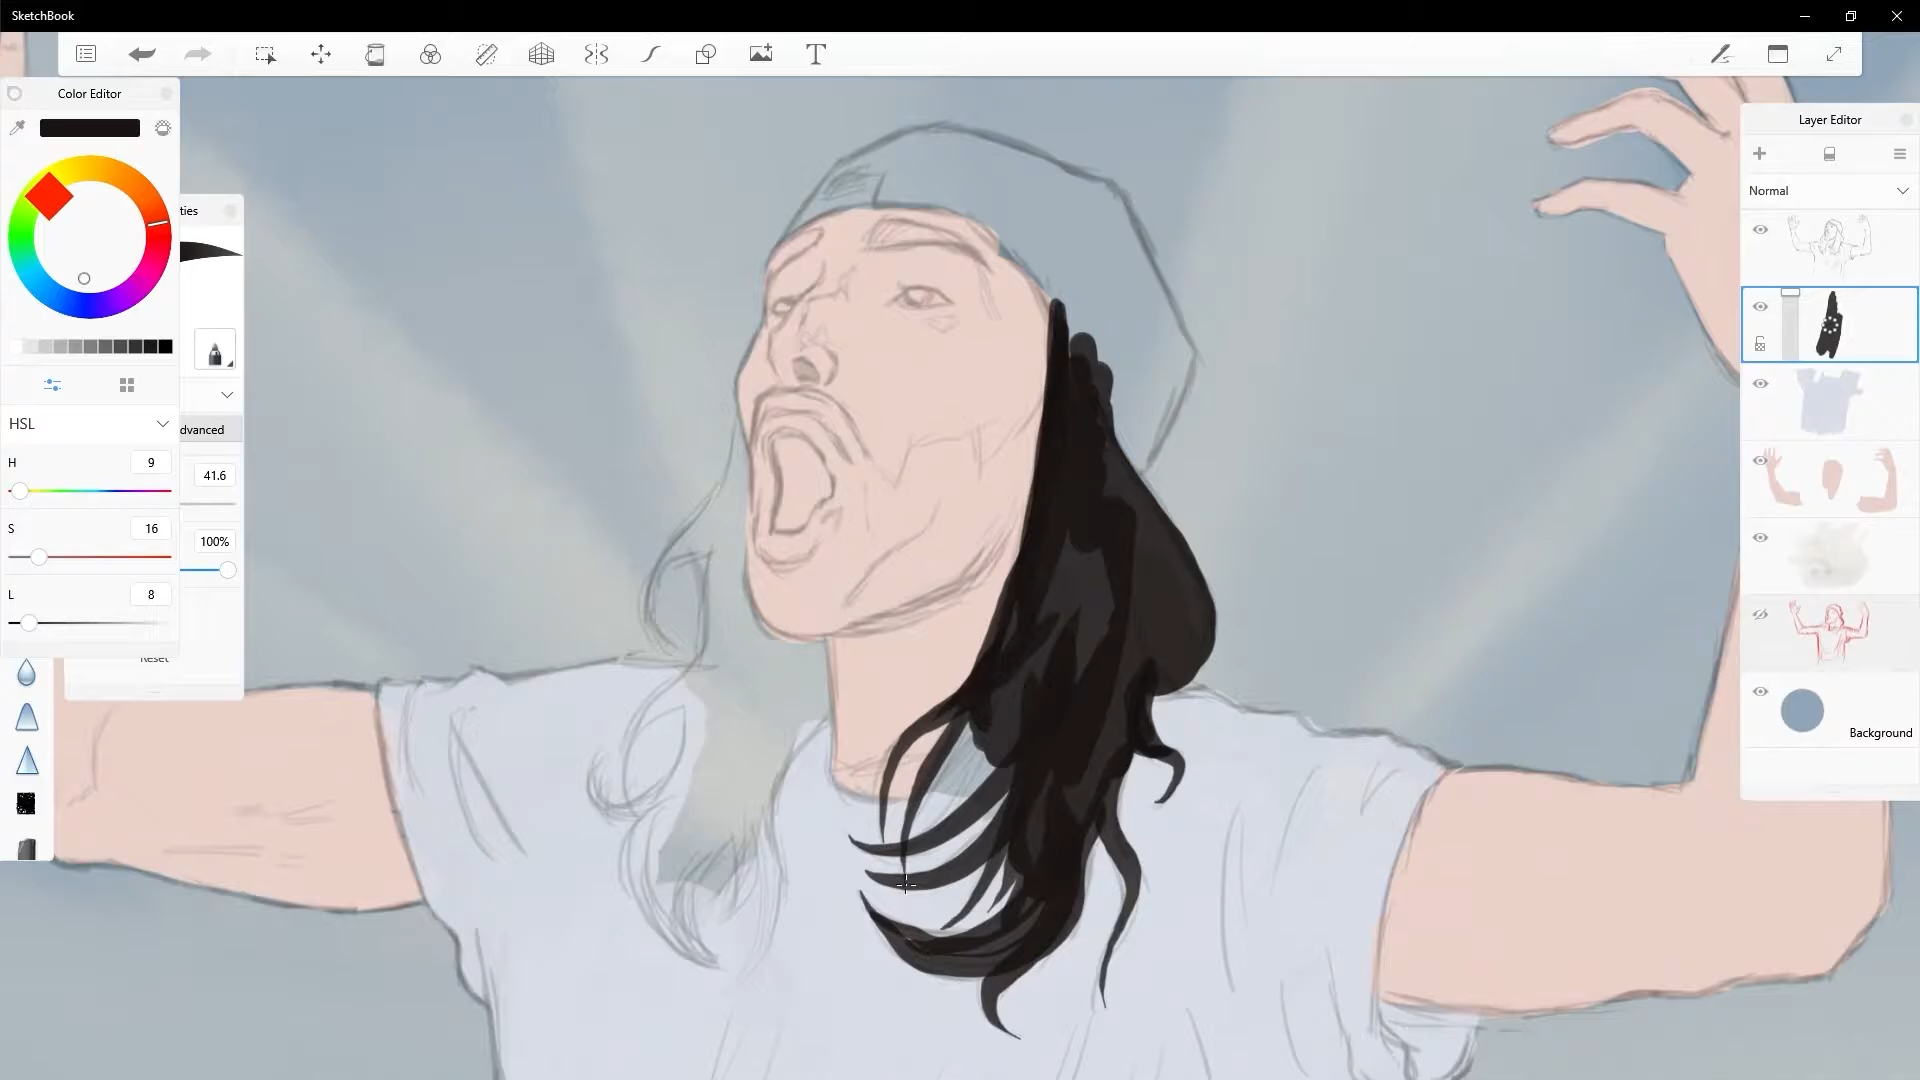 SketchBook
Color Editor
Layer Editor
Normal
ties
HSL
dvanced
H 9
41.6
S 16
100%
L 8
Reset
Background